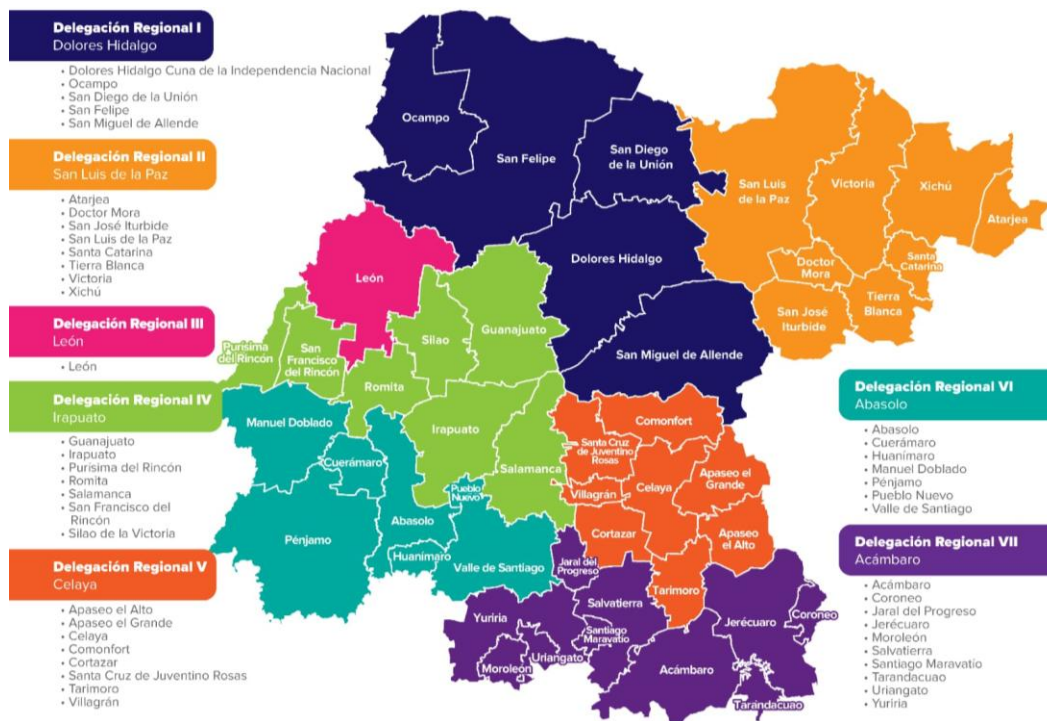 Delegación Regional I
Dolores Hidalgo
• Dolores Hidalgo Cuna de la Independencia Nacional
• Ocampo
• San Diego de la Unión
• San Felipe
• San Miguel de Allende
Delegación Regional II
San Luis de la Paz
• Atarjea
• Doctor Mora
• San José Iturbide
• San Luis de la Paz
• Santa Catarina
• Tierra Blanca
• Victoria
• Xichú
Delegación Regional III
León
• León
Delegación Regional IV
Irapuato
• Guanajuato
• Irapuato
• Purísima del Rincón
• Romita
• Salamanca
• San Francisco del
Rincón
• Silao de la Victoria
Delegación Regional V
Celaya
• Apaseo el Alto
• Apaseo el Grande
• Celaya
• Comonfort
• Cortazar
• Santa Cruz de Juventino Rosas
• Tarimoro
• Villagrán
Ocampo
San Felipe
San Diego
de la Unión
San Luis
de la Paz
Victoria
Xichú
Atarjea
Dolores Hidalgo
Doctor
Mora
Santa
Catarina
León
San José
Iturbide
Tierra
Blanca
Guanajuato
Silao
Purísima
del Rincón
San
Francisco
del Rincón
San Miguel de Allende
Romita
Manuel Doblado
Comonfort
Irapuato
Santa Cruz
de Juventino
Rosas
Cuerámaro
Salamanca
Apaseo el
Grande
Celaya
Villagrán
Pueblo
Nuevo
Abasolo
Cortazar
Apaseo
el Alto
Pénjamo
Huanímaro
Valle de Santiago
Jaral del
Progreso
Tarimoro
Salvatierra
Yuriria
Coroneo
Jerécuaro
Santiago
Maravatio
Uriangato
Moroleón
Acámbaro
Tarandacuao
Delegación Regional VI
Abasolo
• Abasolo
• Cuerámaro
• Huanímaro
• Manuel Doblado
• Pénjamo
• Pueblo Nuevo
• Valle de Santiago
Delegación Regional VII
Acámbaro
• Acámbaro
• Coroneo
• Jaral del Progreso
• Jerécuaro
• Moroleón
• Salvatierra
• Santiago Maravatio
• Tarandacuao
• Uriangato
• Yuriria